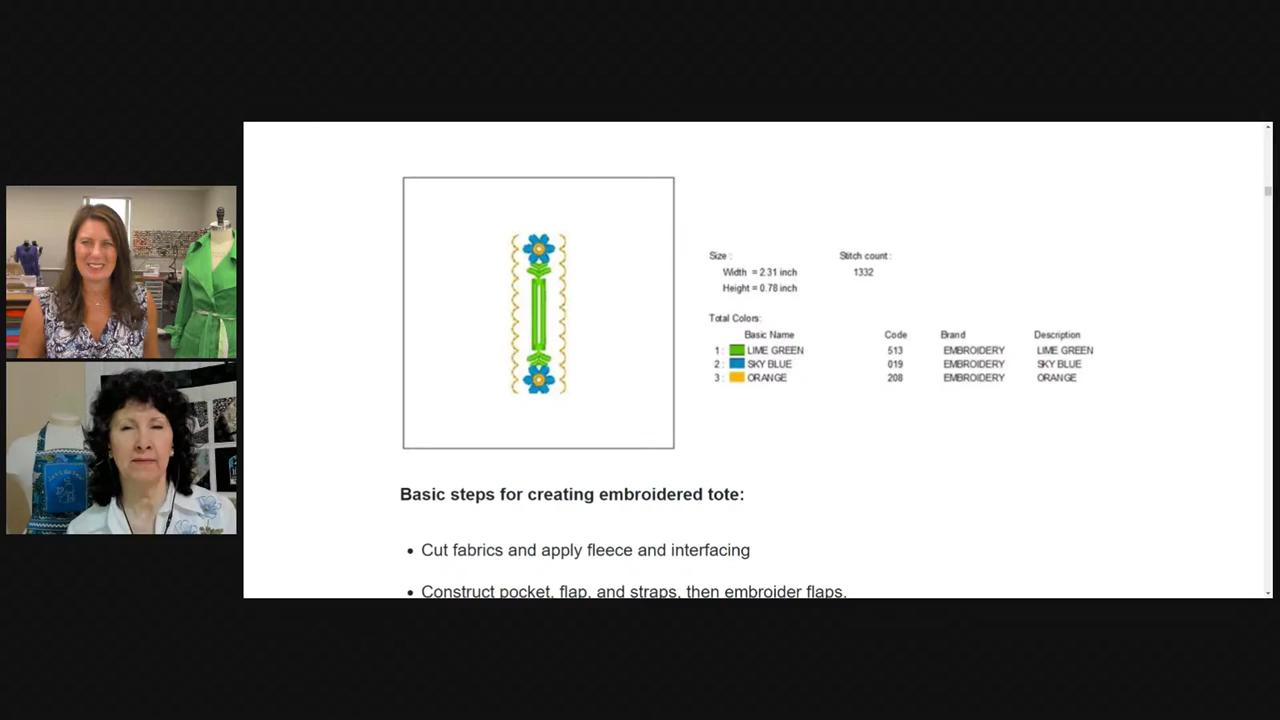 Size :
Stitch count :
Width = 2.31 inch
1332
Height = 0.78 inch
Total Colors:
Basic Name Code Brand Description
1 : LIME GREEN 513 EMBROIDERY LIME GREEN
2 : SKY BLUE 019 EMBROIDERY SKY BLUE
3 : ORANGE 208 EMBROIDERY ORANGE
Basic steps for creating embroidered tote:
• Cut fabrics and apply fleece and interfacing
• Construct pocket, flap, and straps, then embroider flaps.